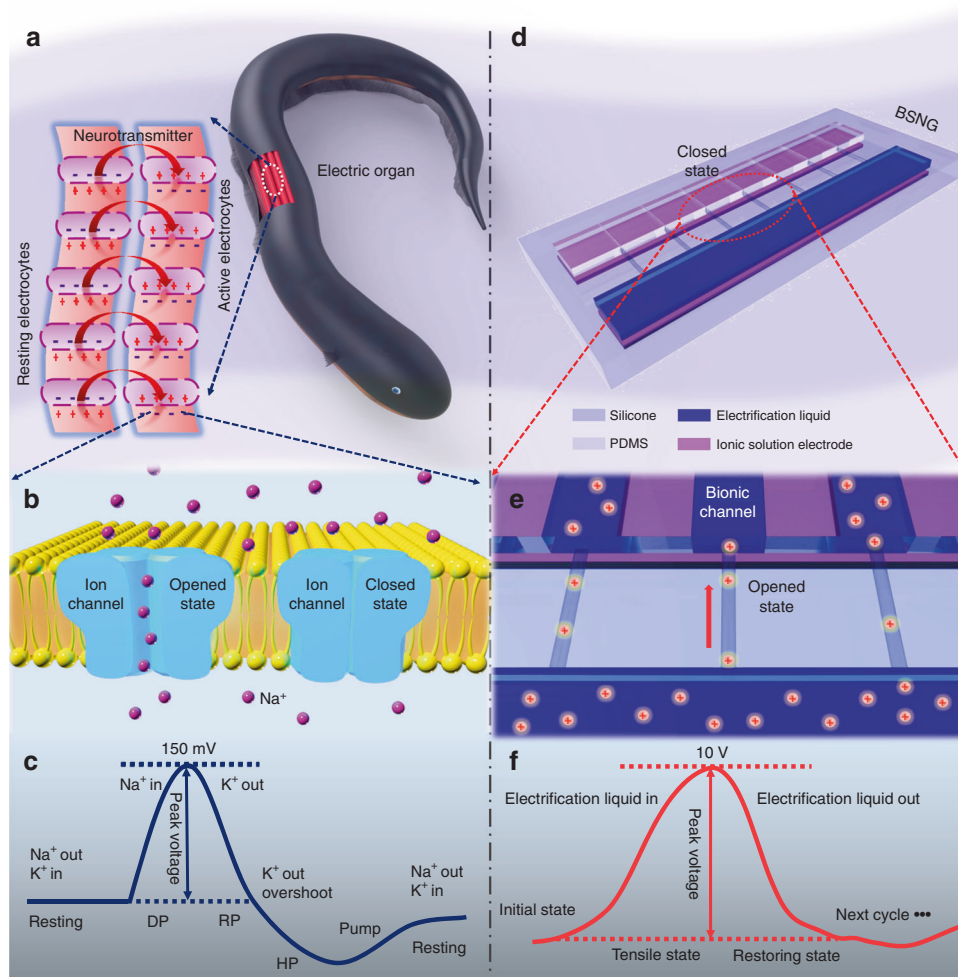 a
Neurotransmitter
Resting electrocytes
Active electrocytes
Electric organ
b
Ion
channel
Opened
state
Ion
channel
Closed
state
Na⁺
c
150 mV
Na⁺ in
K⁺ out
Peak voltage
Na⁺ out
K⁺ in
K⁺ out
overshoot
Na⁺ out
K⁺ in
Resting
DP
RP
HP
Pump
Resting
d
BSNG
Closed
state
Silicone
Electrification liquid
PDMS
Ionic solution electrode
e
Bionic
channel
Opened
state
f
10 V
Electrification liquid in
Electrification liquid out
Peak voltage
Initial state
Next cycle •••
Tensile state
Restoring state